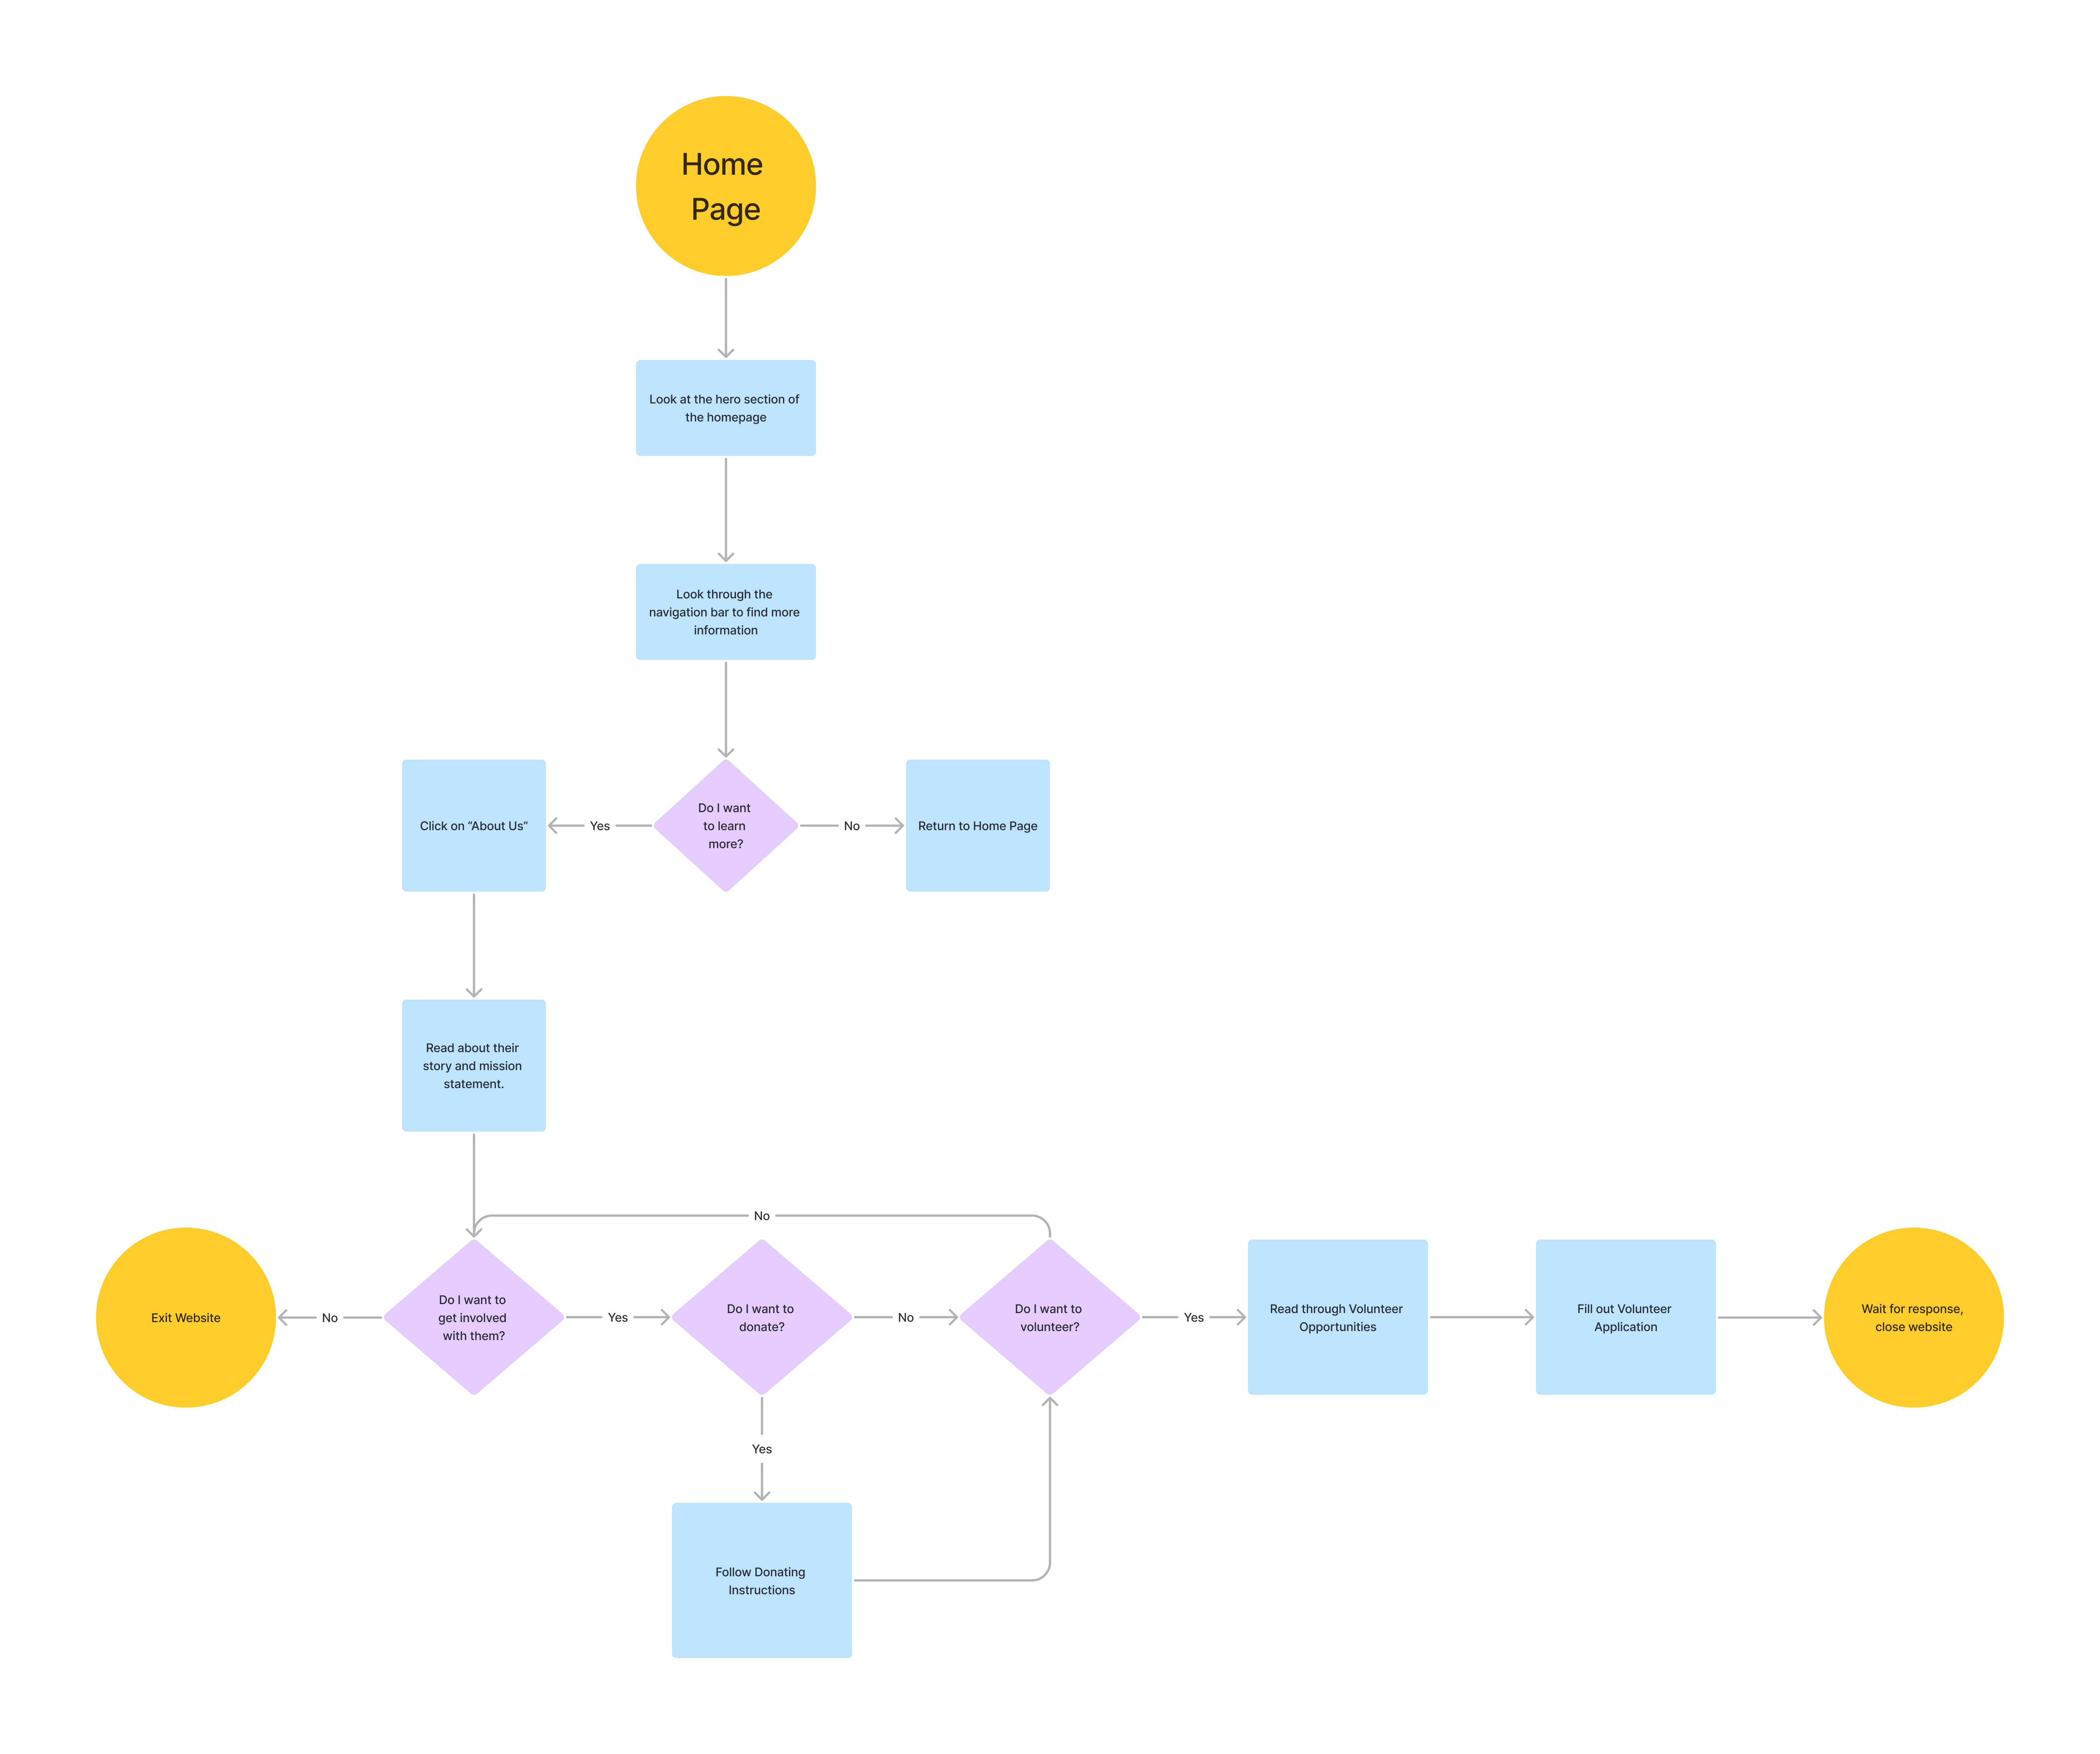 Home
Page
Look at the hero section of
the homepage
Look through the
navigation bar to find more
information
Click on “About Us”
Yes
Do I want
to learn
more?
No
Return to Home Page
Read about their
story and mission
statement.
No
Exit Website
No
Do I want to
get involved
with them?
Yes
Do I want to
donate?
No
Do I want to
volunteer?
Yes
Read through Volunteer
Opportunities
Fill out Volunteer
Application
Wait for response,
close website
Yes
Follow Donating
Instructions